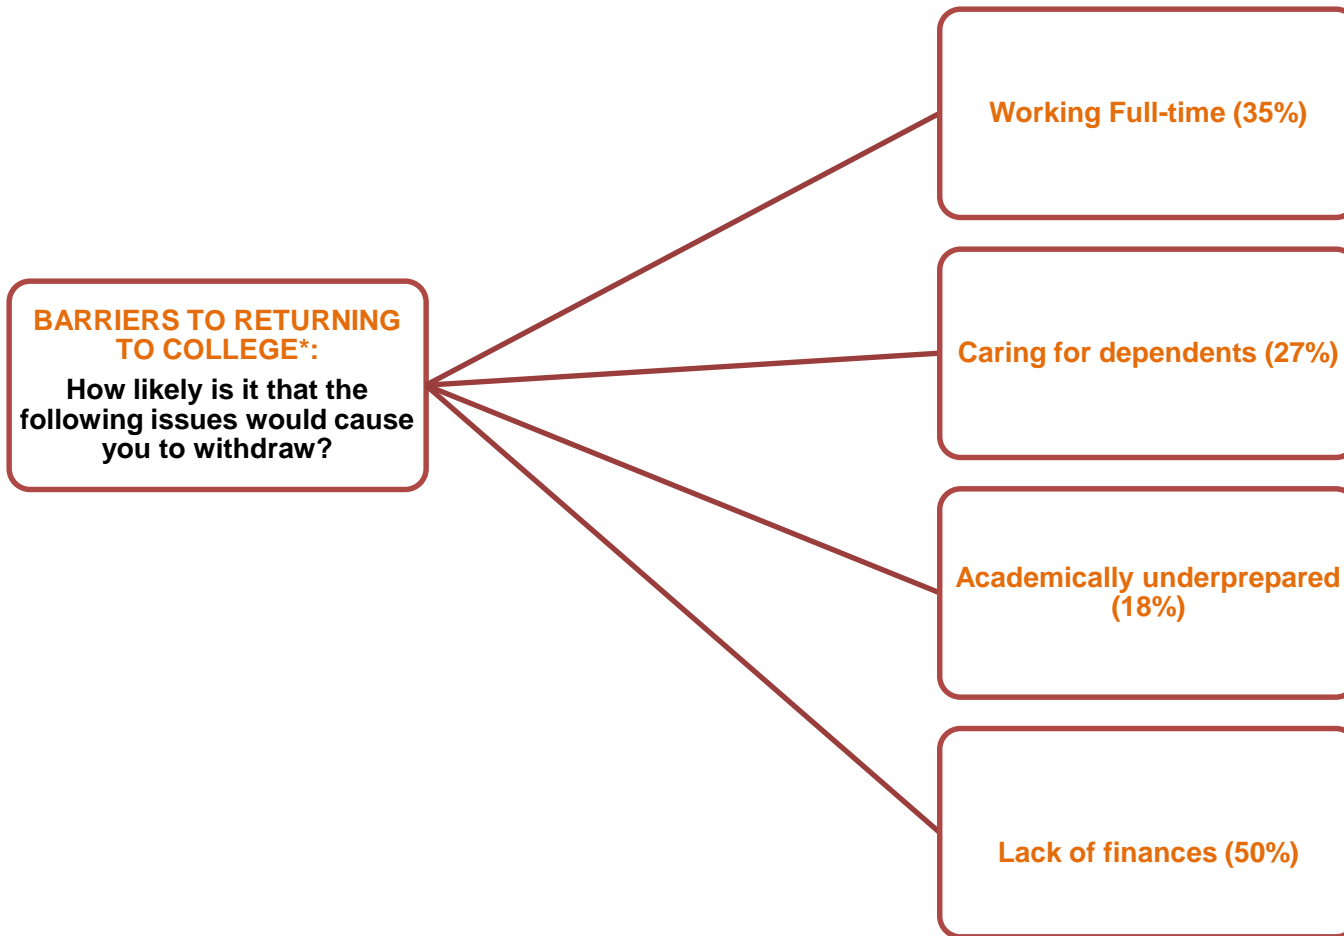 BARRIERS TO RETURNING
TO COLLEGE*:
How likely is it that the
following issues would cause
you to withdraw?
Working Full-time (35%)
Caring for dependents (27%)
Academically underprepared
(18%)
Lack of finances (50%)